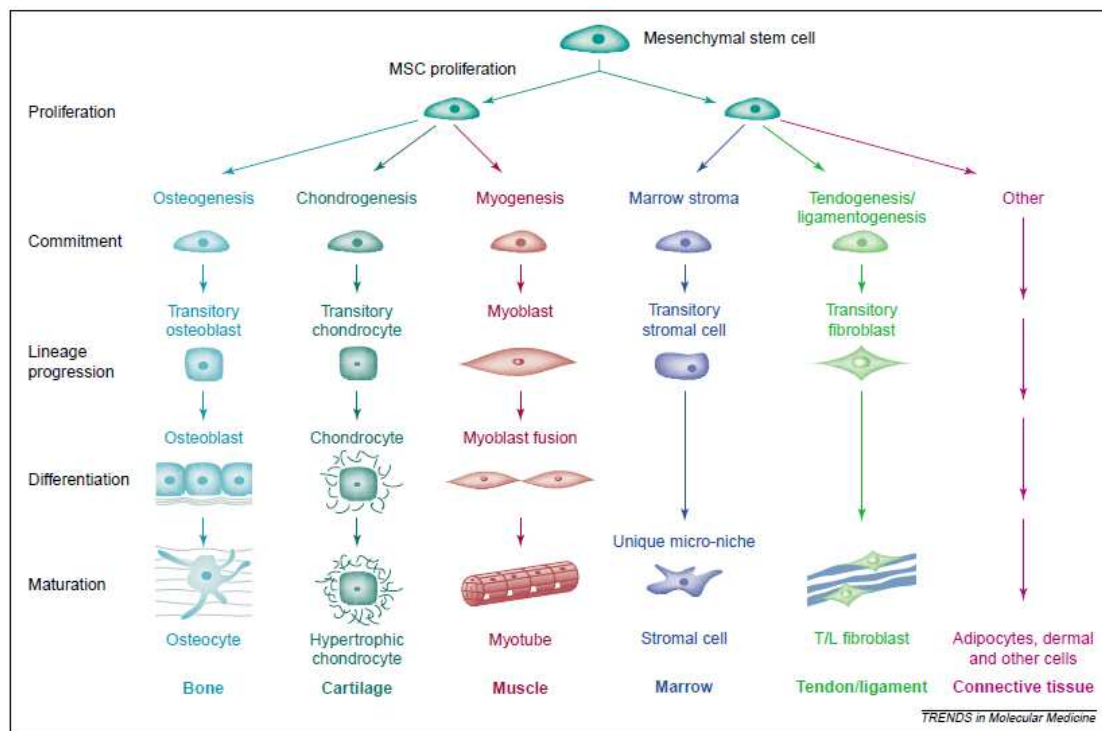 Mesenchymal stem cell
MSC proliferation
Proliferation
Osteogenesis
Chondrogenesis
Myogenesis
Marrow stroma
Tendogenesis/
ligamentogenesis
Other
Commitment
Transitory
osteoblast
Transitory
chondrocyte
Myoblast
Transitory
stromal cell
Transitory
fibroblast
Lineage
progression
Osteoblast
Chondrocyte
Myoblast fusion
Differentiation
Unique micro-niche
Maturation
Osteocyte
Hypertrophic
chondrocyte
Myotube
Stromal cell
T/L fibroblast
Adipocytes, dermal
and other cells
Bone
Cartilage
Muscle
Marrow
Tendon/ligament
Connective tissue
TRENDS in Molecular Medicine